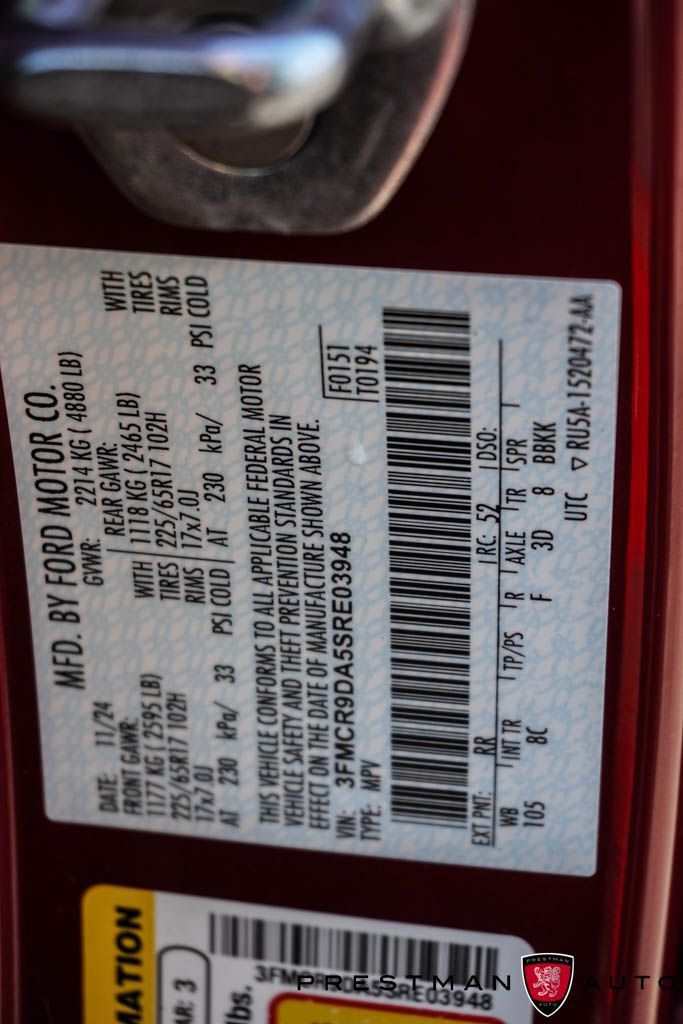 MFD. BY FORD MOTOR CO.
DATE: 11/24 GVWR: 2214 KG ( 4880 LB)
FRONT GAWR: REAR GAWR:
1177 KG ( 2595 LB) WITH 1118 KG ( 2465 LB) WITH
225/65R17 102H TIRES 225/65R17 102H TIRES
17x7.0J RIMS 17x7.0J RIMS
AT 230 kPa/ 33 PSI COLD AT 230 kPa/ 33 PSI COLD
THIS VEHICLE CONFORMS TO ALL APPLICABLE FEDERAL MOTOR
VEHICLE SAFETY AND THEFT PREVENTION STANDARDS IN
EFFECT ON THE DATE OF MANUFACTURE SHOWN ABOVE.
VIN: 3FMCR9DA5SRE03948 F0151
TYPE: MPV T0194
EXT PNT: RR RC: 52 DSO:
WB INT TR TP/PS R AXLE TR SPR
105 8C F 3D 8 BBKK
UTC ▽ RU5A-1520472-AA
MATION
AR: 3
lbs.
PRESTMAN AUTO
PRESTMAN
AUTO